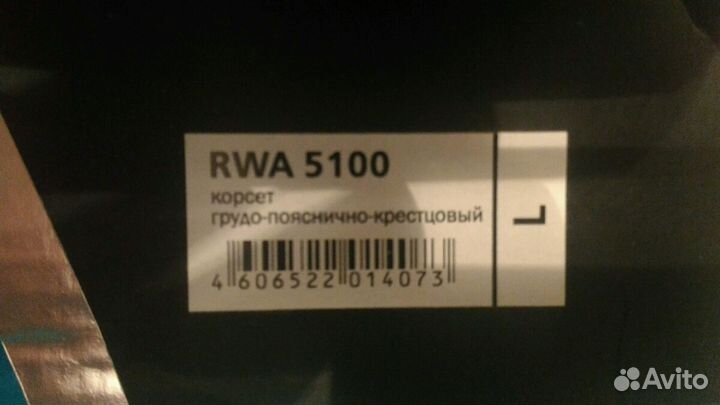 RWA 5100
корсет
грудо-пояснично-крестцовый
L
4 606522 014073
Avito